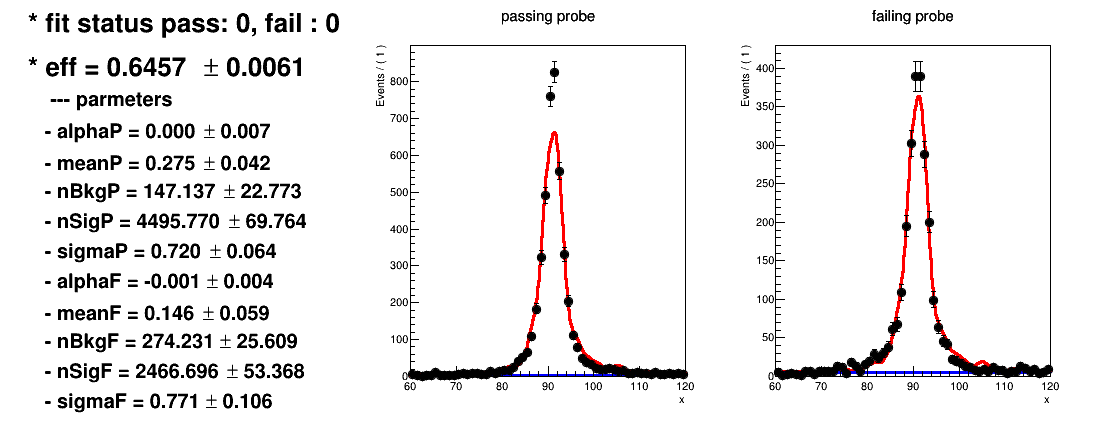 * fit status pass: 0, fail : 0
* eff = 0.6457 ± 0.0061
--- parmeters
- alphaP = 0.000 ± 0.007
- meanP = 0.275 ± 0.042
- nBkgP = 147.137 ± 22.773
- nSigP = 4495.770 ± 69.764
- sigmaP = 0.720 ± 0.064
- alphaF = -0.001 ± 0.004
- meanF = 0.146 ± 0.059
- nBkgF = 274.231 ± 25.609
- nSigF = 2466.696 ± 53.368
- sigmaF = 0.771 ± 0.106
passing probe
Events / ( 1 )
800
700
600
500
400
300
200
100
0
60 70 80 90 100 110 120
x
failing probe
Events / ( 1 )
400
350
300
250
200
150
100
50
0
60 70 80 90 100 110 120
x